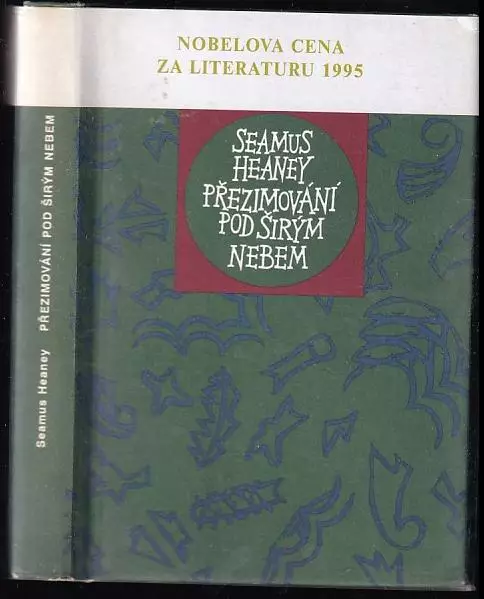 NOBELOVA CENA
ZA LITERATURU 1995
SEAMUS
HEANEY
PŘEZIMOVÁNÍ
POD ŠIRÝM
NEBEM
Seamus Heaney PŘEZIMOVÁNÍ POD ŠIRÝM NEBEM